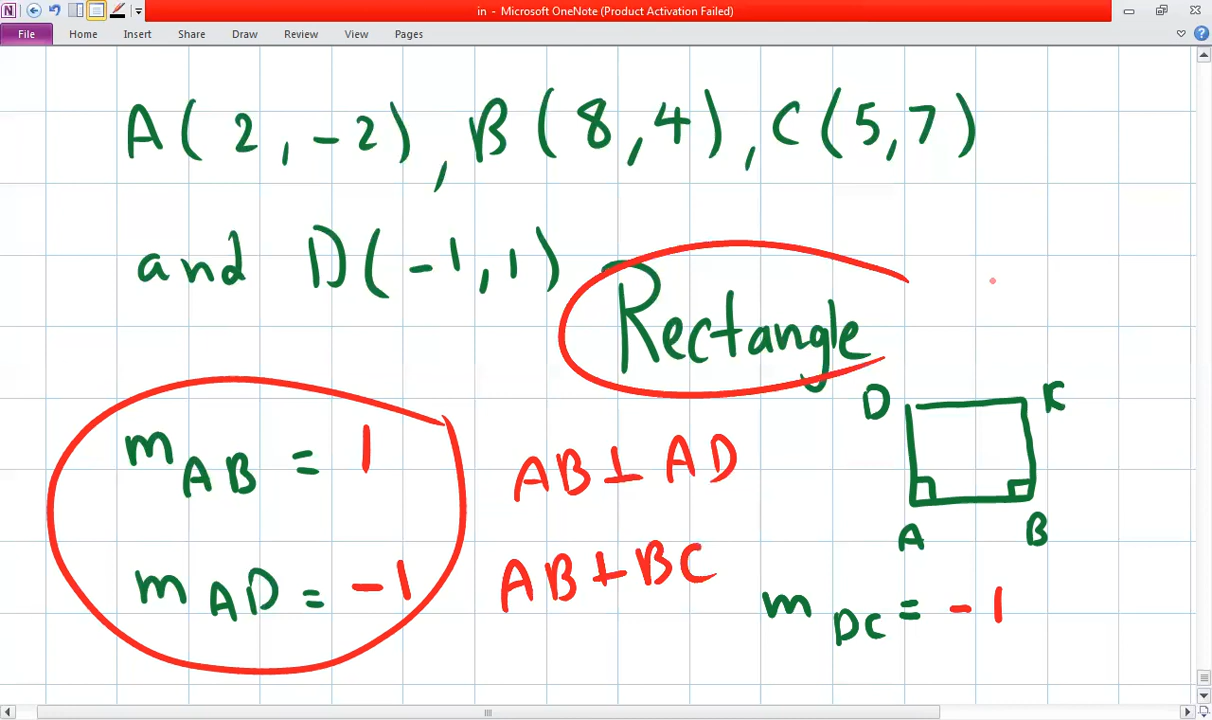 in - Microsoft OneNote (Product Activation Failed)
File Home Insert Share Draw Review View Pages
A(2,-2), B(8,4), C(5,7)
and D(-1,1)
Rectangle
D K
m AB = 1 AB⊥AD
A B
m AD = -1 AB⊥BC
m DC = -1